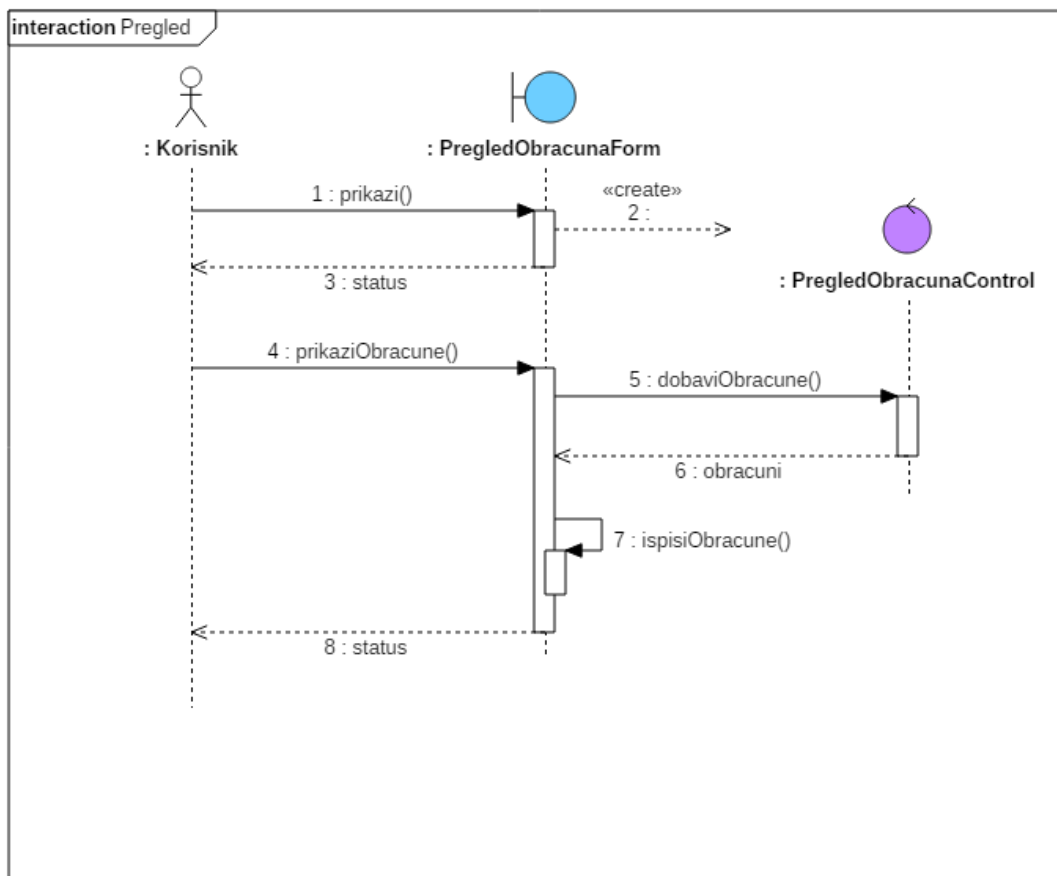 interaction Pregled
: Korisnik
: PregledObracunaForm
1 : prikazi()
«create»
2 :
3 : status
: PregledObracunaControl
4 : prikaziObracune()
5 : dobaviObracune()
6 : obracuni
7 : ispisiObracune()
8 : status